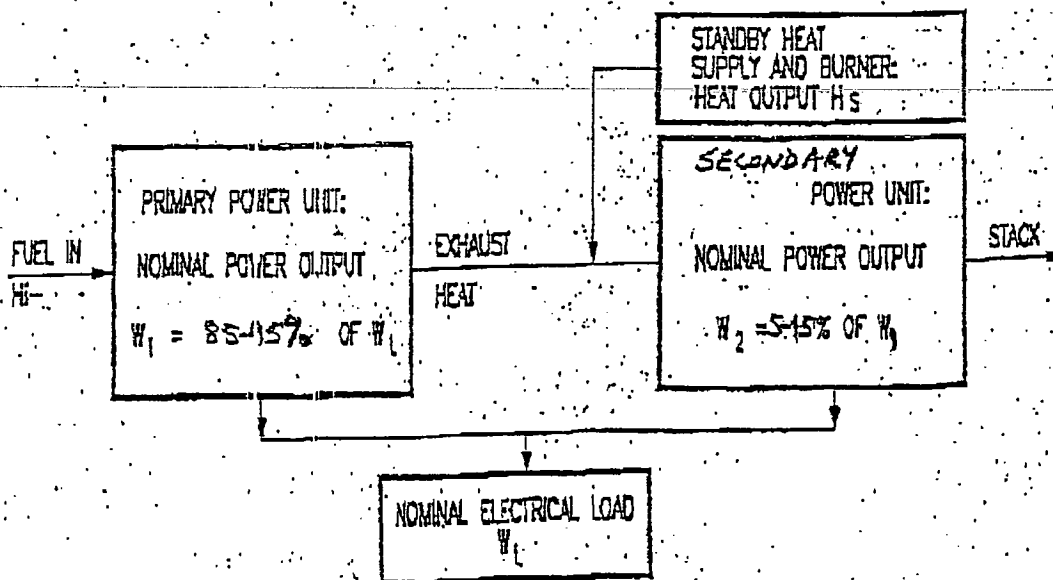 STANDBY HEAT
SUPPLY AND BURNER:
HEAT OUTPUT Hs
PRIMARY POWER UNIT:
NOMINAL POWER OUTPUT
W1 = 85-115% OF WL
FUEL IN
Hi
EXHAUST
HEAT
SECONDARY
POWER UNIT:
NOMINAL POWER OUTPUT
W2 = 5-15% OF
STACK
NOMINAL ELECTRICAL LOAD
WL